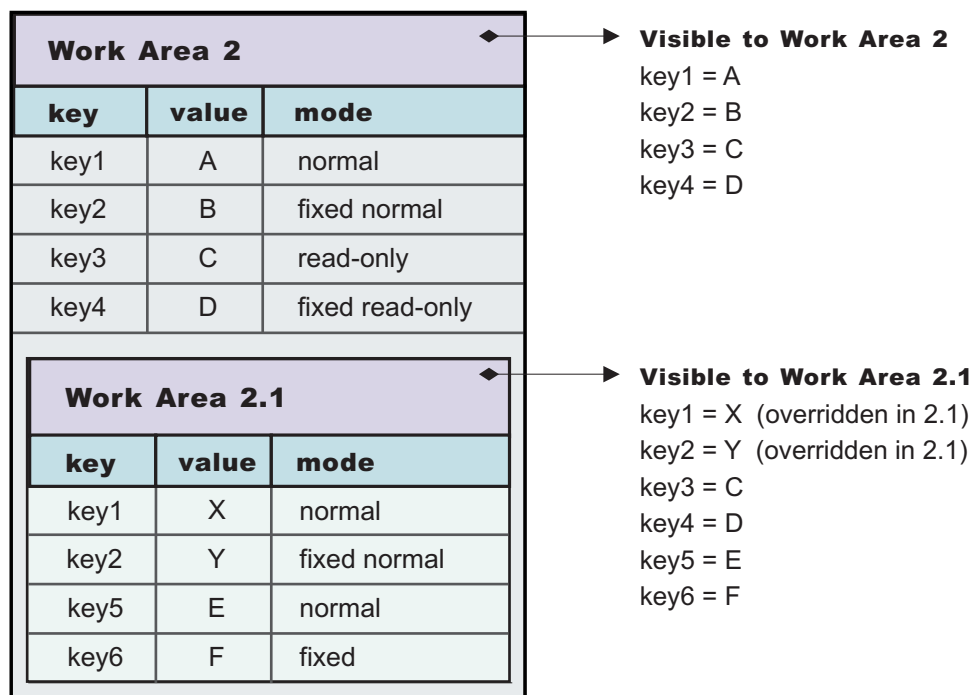 Work Area 2
key value mode
key1 A normal
key2 B fixed normal
key3 C read-only
key4 D fixed read-only
Visible to Work Area 2
key1 = A
key2 = B
key3 = C
key4 = D
Work Area 2.1
key value mode
key1 X normal
key2 Y fixed normal
key5 E normal
key6 F fixed
Visible to Work Area 2.1
key1 = X (overridden in 2.1)
key2 = Y (overridden in 2.1)
key3 = C
key4 = D
key5 = E
key6 = F